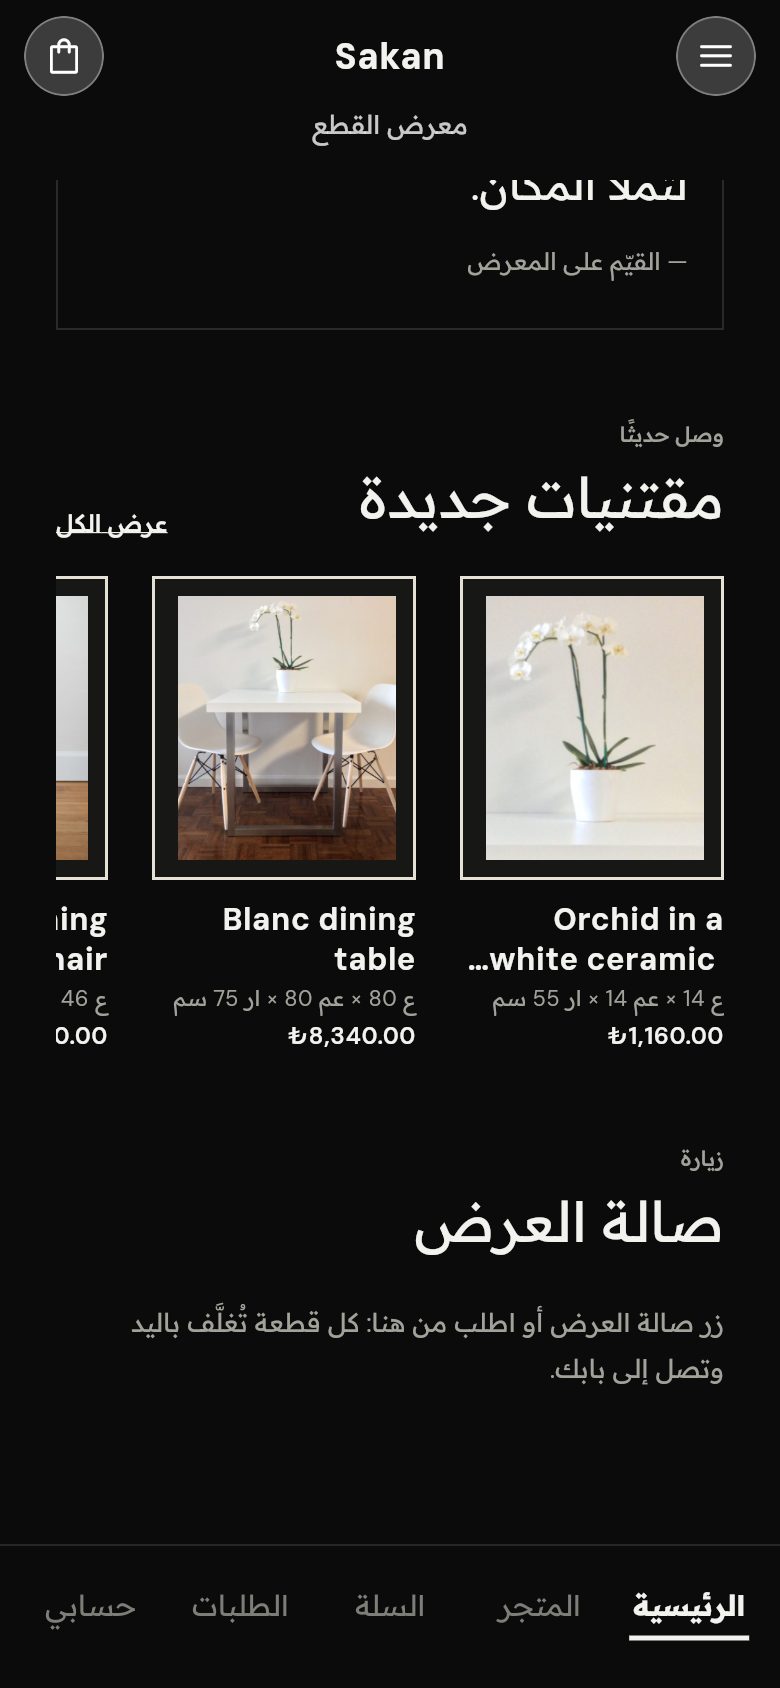 Sakan
معرض القطع
لتملأ المكان.
— القيّم على المعرض
وصل حديثًا
مقتنيات جديدة
عرض الكل
Orchid in a
white ceramic…
ع 14 × عم 14 × ار 55 سم
₺1,160.00
Blanc dining
table
ع 80 × عم 80 × ار 75 سم
₺8,340.00
ع 46
0.00
زيارة
صالة العرض
زر صالة العرض أو اطلب من هنا: كل قطعة تُغلَّف باليد
وتصل إلى بابك.
الرئيسية
المتجر
السلة
الطلبات
حسابي